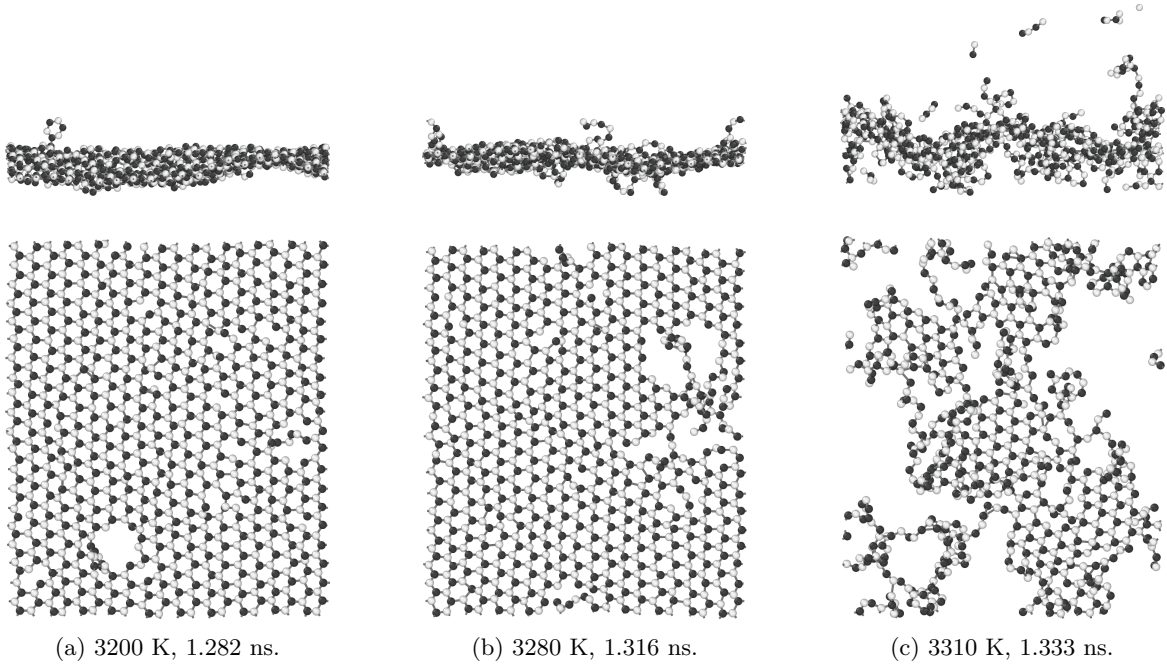 (a) 3200 K, 1.282 ns.
(b) 3280 K, 1.316 ns.
(c) 3310 K, 1.333 ns.